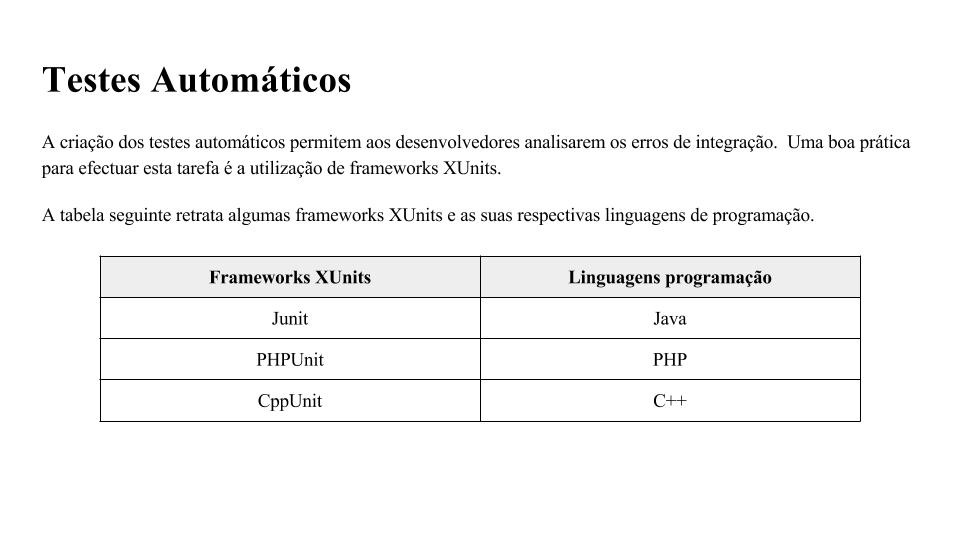 Testes Automáticos
A criação dos testes automáticos permitem aos desenvolvedores analisarem os erros de integração.  Uma boa prática
para efectuar esta tarefa é a utilização de frameworks XUnits.
A tabela seguinte retrata algumas frameworks XUnits e as suas respectivas linguagens de programação.
Frameworks XUnits Linguagens programação
Junit Java
PHPUnit PHP
CppUnit C++